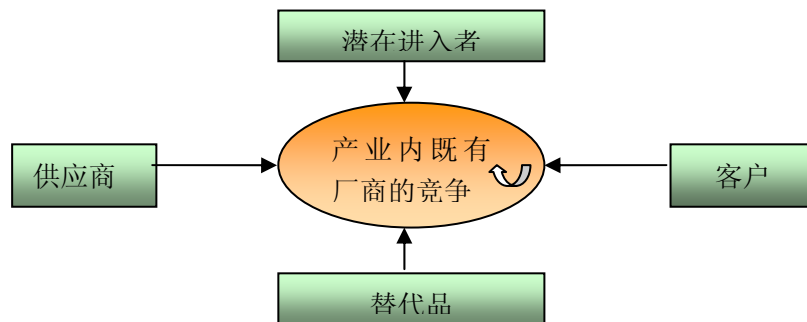 潜在进入者
供应商
产业内既有
厂商的竞争
客户
替代品